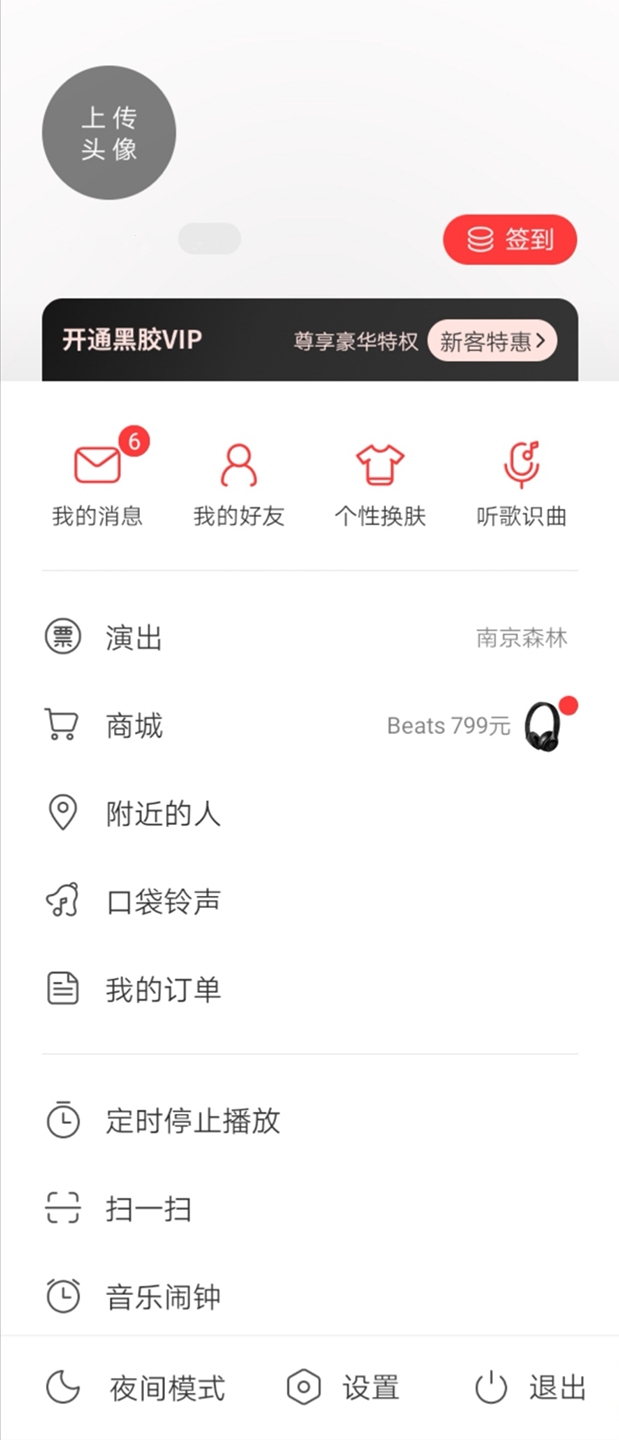 上传
头像
签到
开通黑胶VIP 尊享豪华特权 新客特惠
6
我的消息 我的好友 个性换肤 听歌识曲
票 演出 南京森林
商城 Beats 799元
附近的人
口袋铃声
我的订单
定时停止播放
扫一扫
音乐闹钟
夜间模式 设置 退出